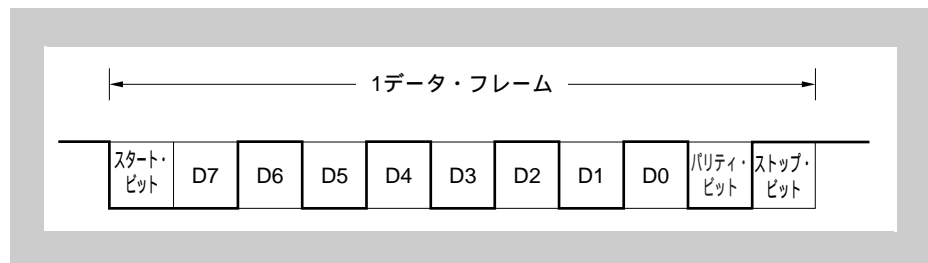 1データ・フレーム
スタート・
ビット
D7
D6
D5
D4
D3
D2
D1
D0
パリティ・
ビット
ストップ・
ビット